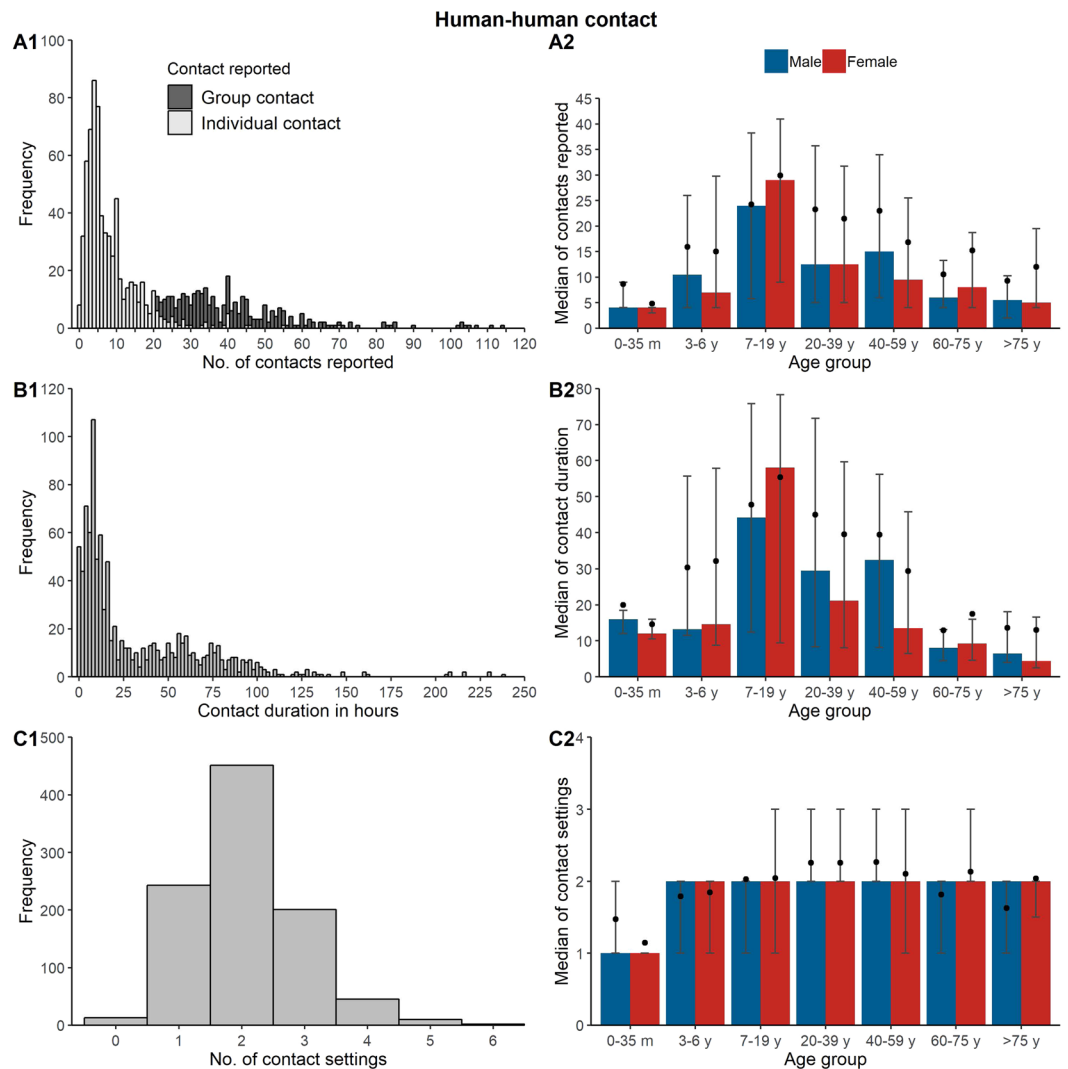 Human-human contact
A1
100
80
60
40
20
0
Frequency
Contact reported
Group contact
Individual contact
0 10 20 30 40 50 60 70 80 90 100 110 120
No. of contacts reported
A2
Male Female
45
40
35
30
25
20
15
10
5
0
Median of contacts reported
0-35 m 3-6 y 7-19 y 20-39 y 40-59 y 60-75 y >75 y
Age group
B1
120
100
80
60
40
20
0
Frequency
0 25 50 75 100 125 150 175 200 225 250
Contact duration in hours
B2
80
70
60
50
40
30
20
10
0
Median of contact duration
0-35 m 3-6 y 7-19 y 20-39 y 40-59 y 60-75 y >75 y
Age group
C1
500
400
300
200
100
0
Frequency
0 1 2 3 4 5 6
No. of contact settings
C2
4
3
2
1
0
Median of contact settings
0-35 m 3-6 y 7-19 y 20-39 y 40-59 y 60-75 y >75 y
Age group